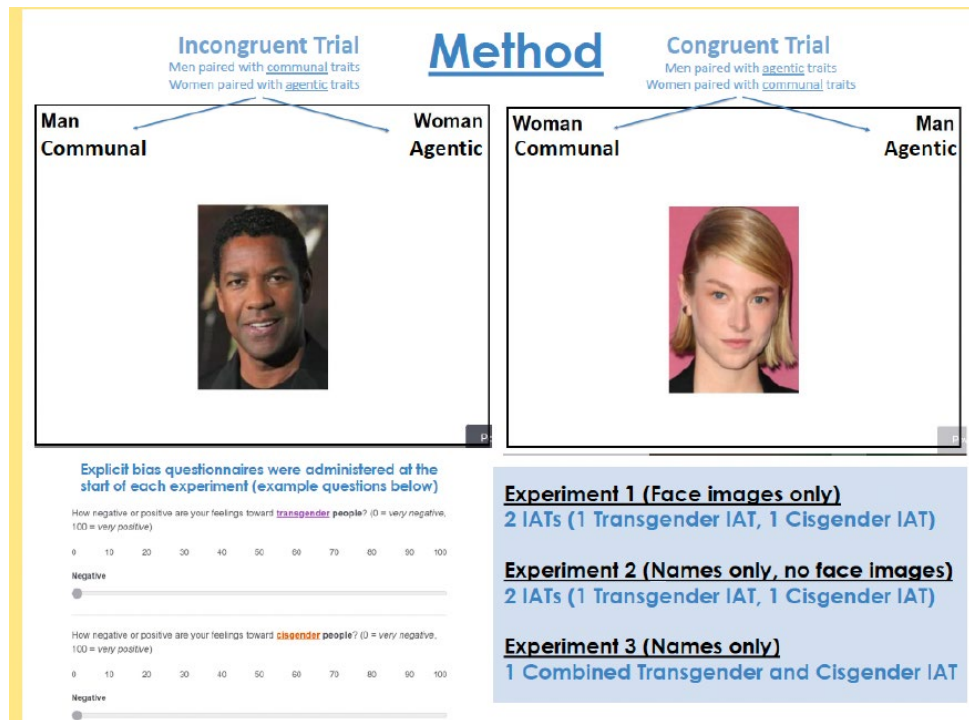 Method
Incongruent Trial
Men paired with communal traits
Women paired with agentic traits
Man
Communal
Woman
Agentic
Congruent Trial
Men paired with agentic traits
Women paired with communal traits
Woman
Communal
Man
Agentic
Explicit bias questionnaires were administered at the
start of each experiment (example questions below)
How negative or positive are your feelings toward transgender people? (0 = very negative,
100 = very positive)
0 10 20 30 40 50 60 70 80 90 100
Negative
How negative or positive are your feelings toward cisgender people? (0 = very negative,
100 = very positive)
0 10 20 30 40 50 60 70 80 90 100
Negative
Experiment 1 (Face images only)
2 IATs (1 Transgender IAT, 1 Cisgender IAT)
Experiment 2 (Names only, no face images)
2 IATs (1 Transgender IAT, 1 Cisgender IAT)
Experiment 3 (Names only)
1 Combined Transgender and Cisgender IAT